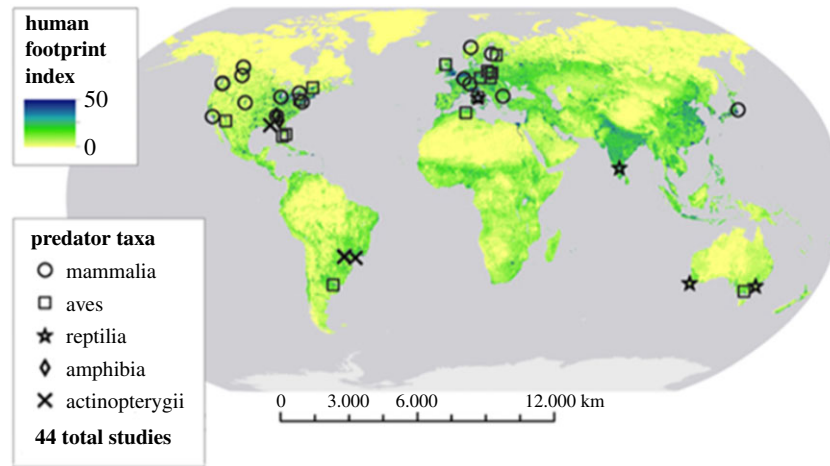 human
footprint
index
50
0
predator taxa
mammalia
aves
reptilia
amphibia
actinopterygii
44 total studies
0 3.000 6.000 12.000 km